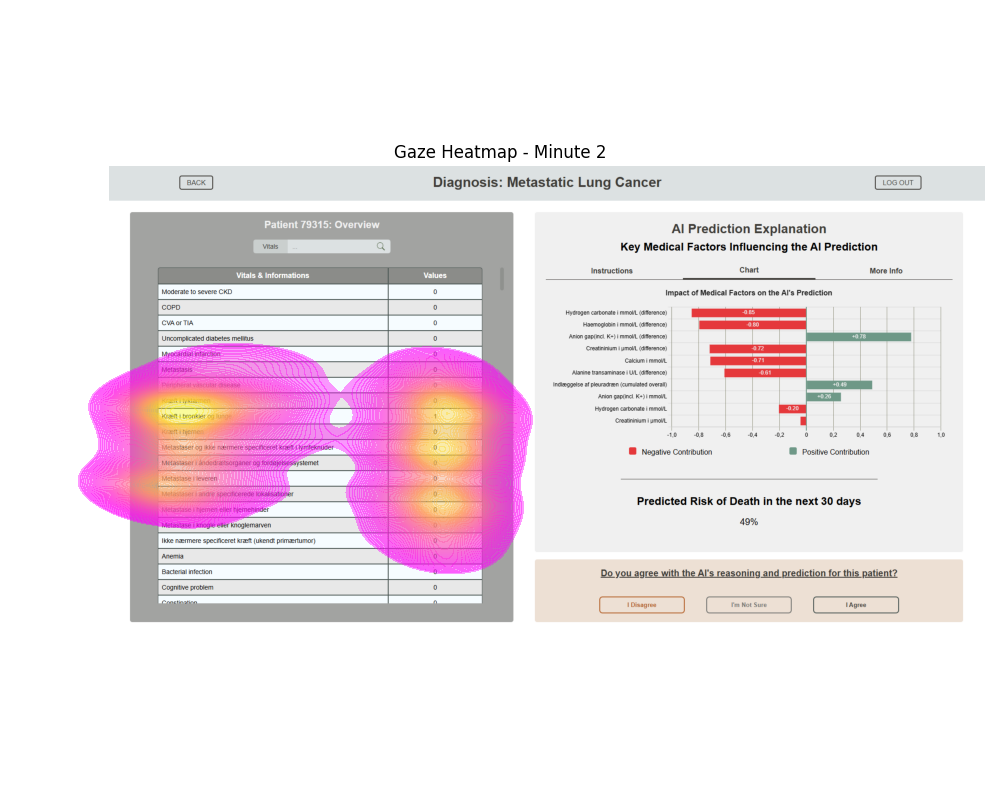 Gaze Heatmap - Minute 2
BACK
Diagnosis: Metastatic Lung Cancer
LOG OUT
Patient 79315: Overview
Vitals ...
Vitals & Informations Values
Moderate to severe CKD 0
COPD 0
CVA or TIA 0
Uncomplicated diabetes mellitus 0
Myocardial infarction 0
Metastasis 0
Peripheral vascular disease 0
Kræft i 0
Kræft i bronkier og lunge 1
Kræft i hjernen 0
Metastaser og ikke nærmere specificeret kræft i lymfeknuder 0
Metastaser i åndedrætsorganer og fordøjelsessystemet 0
Metastase i leveren 0
Metastaser i andre specificerede lokalisationer 0
Metastase i hjernen eller hjernehinder 0
Metastase i knogle eller knoglemarven 0
Ikke nærmere specificeret kræft (ukendt primærtumor) 0
Anemia 0
Bacterial infection 0
Cognitive problem 0
Constipation 0
AI Prediction Explanation
Key Medical Factors Influencing the AI Prediction
Instructions Chart More Info
Impact of Medical Factors on the AI's Prediction
Hydrogen carbonate i mmol/L (difference) -0.85
Haemoglobin i mmol/L (difference) -0.80
Anion gap(incl. K+) i mmol/L (difference) +0.78
Creatininium i µmol/L (difference) -0.72
Calcium i mmol/L -0.71
Alanine transaminase i U/L (difference) -0.61
Indlæggelse af pleuradræn (cumulated overall) +0.49
Anion gap(incl. K+) i mmol/L +0.26
Hydrogen carbonate i mmol/L -0.20
Creatininium i µmol/L
-1,0 -0,8 -0,6 -0,4 -0,2 0 0,2 0,4 0,6 0,8 1,0
Negative Contribution Positive Contribution
Predicted Risk of Death in the next 30 days
49%
Do you agree with the AI's reasoning and prediction for this patient?
I Disagree I'm Not Sure I Agree